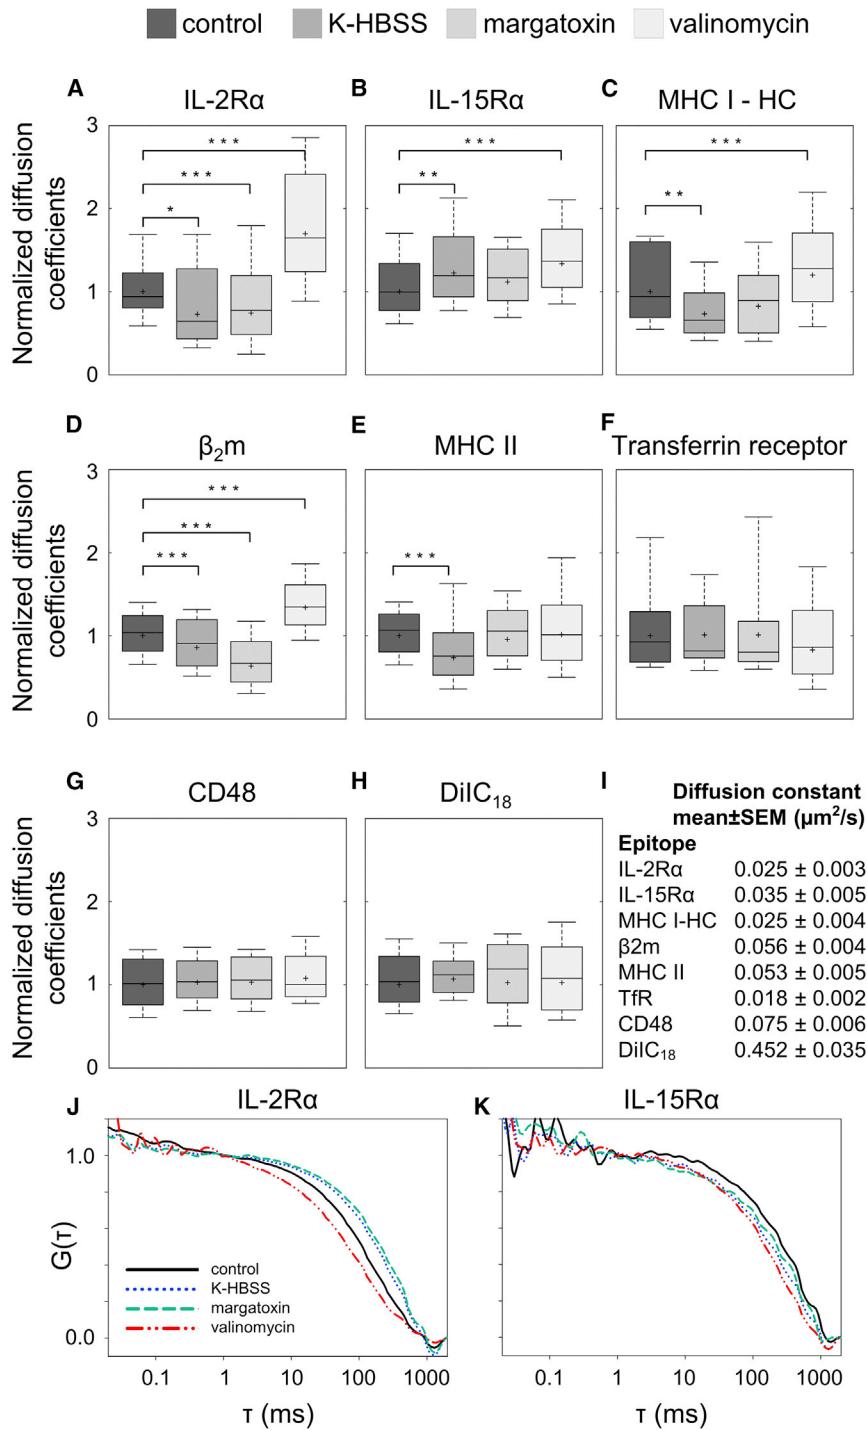 control K-HBSS margatoxin valinomycin
A IL-2Rα
B IL-15Rα
C MHC I - HC
Normalized diffusion
coefficients
3
2
1
0
* * *
* * *
*
* * *
* *
* * *
* *
D β₂m
E MHC II
F Transferrin receptor
Normalized diffusion
coefficients
3
2
1
0
* * *
* * *
* * *
* * *
G CD48
H DiIC₁₈
Normalized diffusion
coefficients
3
2
1
0
I Diffusion constant
mean±SEM (μm²/s)
Epitope
IL-2Rα 0.025 ± 0.003
IL-15Rα 0.035 ± 0.005
MHC I-HC 0.025 ± 0.004
β2m 0.056 ± 0.004
MHC II 0.053 ± 0.005
TfR 0.018 ± 0.002
CD48 0.075 ± 0.006
DiIC₁₈ 0.452 ± 0.035
J IL-2Rα
K IL-15Rα
G(τ)
1.0
0.0
control
K-HBSS
margatoxin
valinomycin
0.1 1 10 100 1000
τ (ms)
0.1 1 10 100 1000
τ (ms)